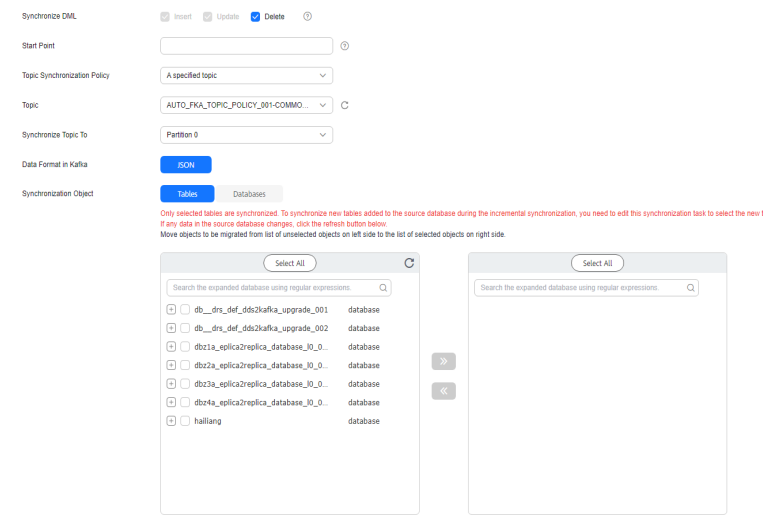 Synchronize DML Insert Update Delete
Start Point
Topic Synchronization Policy A specified topic
Topic AUTO_FKA_TOPIC_POLICY_001-COMMO...
Synchronize Topic To Partition 0
Data Format in Kafka JSON
Synchronization Object Tables Databases
Only selected tables are synchronized. To synchronize new tables added to the source database during the incremental synchronization, you need to edit this synchronization task to select the new
If any data in the source database changes, click the refresh button below.
Move objects to be migrated from list of unselected objects on left side to the list of selected objects on right side.
Select All Select All
Search the expanded database using regular expressions. Search the expanded database using regular expressions.
db__drs_def_dds2kafka_upgrade_001 database
db__drs_def_dds2kafka_upgrade_002 database
dbz1a_eplica2replica_database_l0_0... database
dbz2a_eplica2replica_database_l0_0... database
dbz3a_eplica2replica_database_l0_0... database
dbz4a_eplica2replica_database_l0_0... database
hailiang database